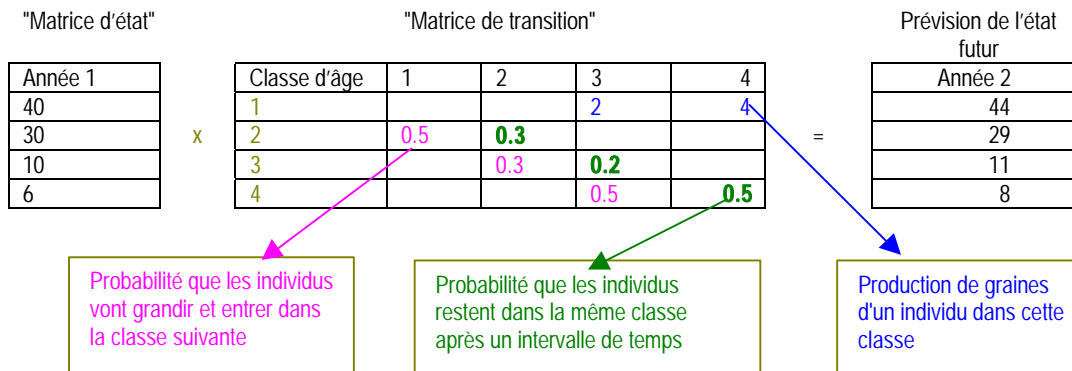 "Matrice d'état"
"Matrice de transition"
Prévision de l'état
futur
Année 1
Classe d'âge 1 2 3 4
Année 2
40
1 2 4
44
30
x
2 0.5 0.3
=
29
10
3 0.3 0.2
11
6
4 0.5 0.5
8
Probabilité que les individus
vont grandir et entrer dans
la classe suivante
Probabilité que les individus
restent dans la même classe
après un intervalle de temps
Production de graines
d'un individu dans cette
classe